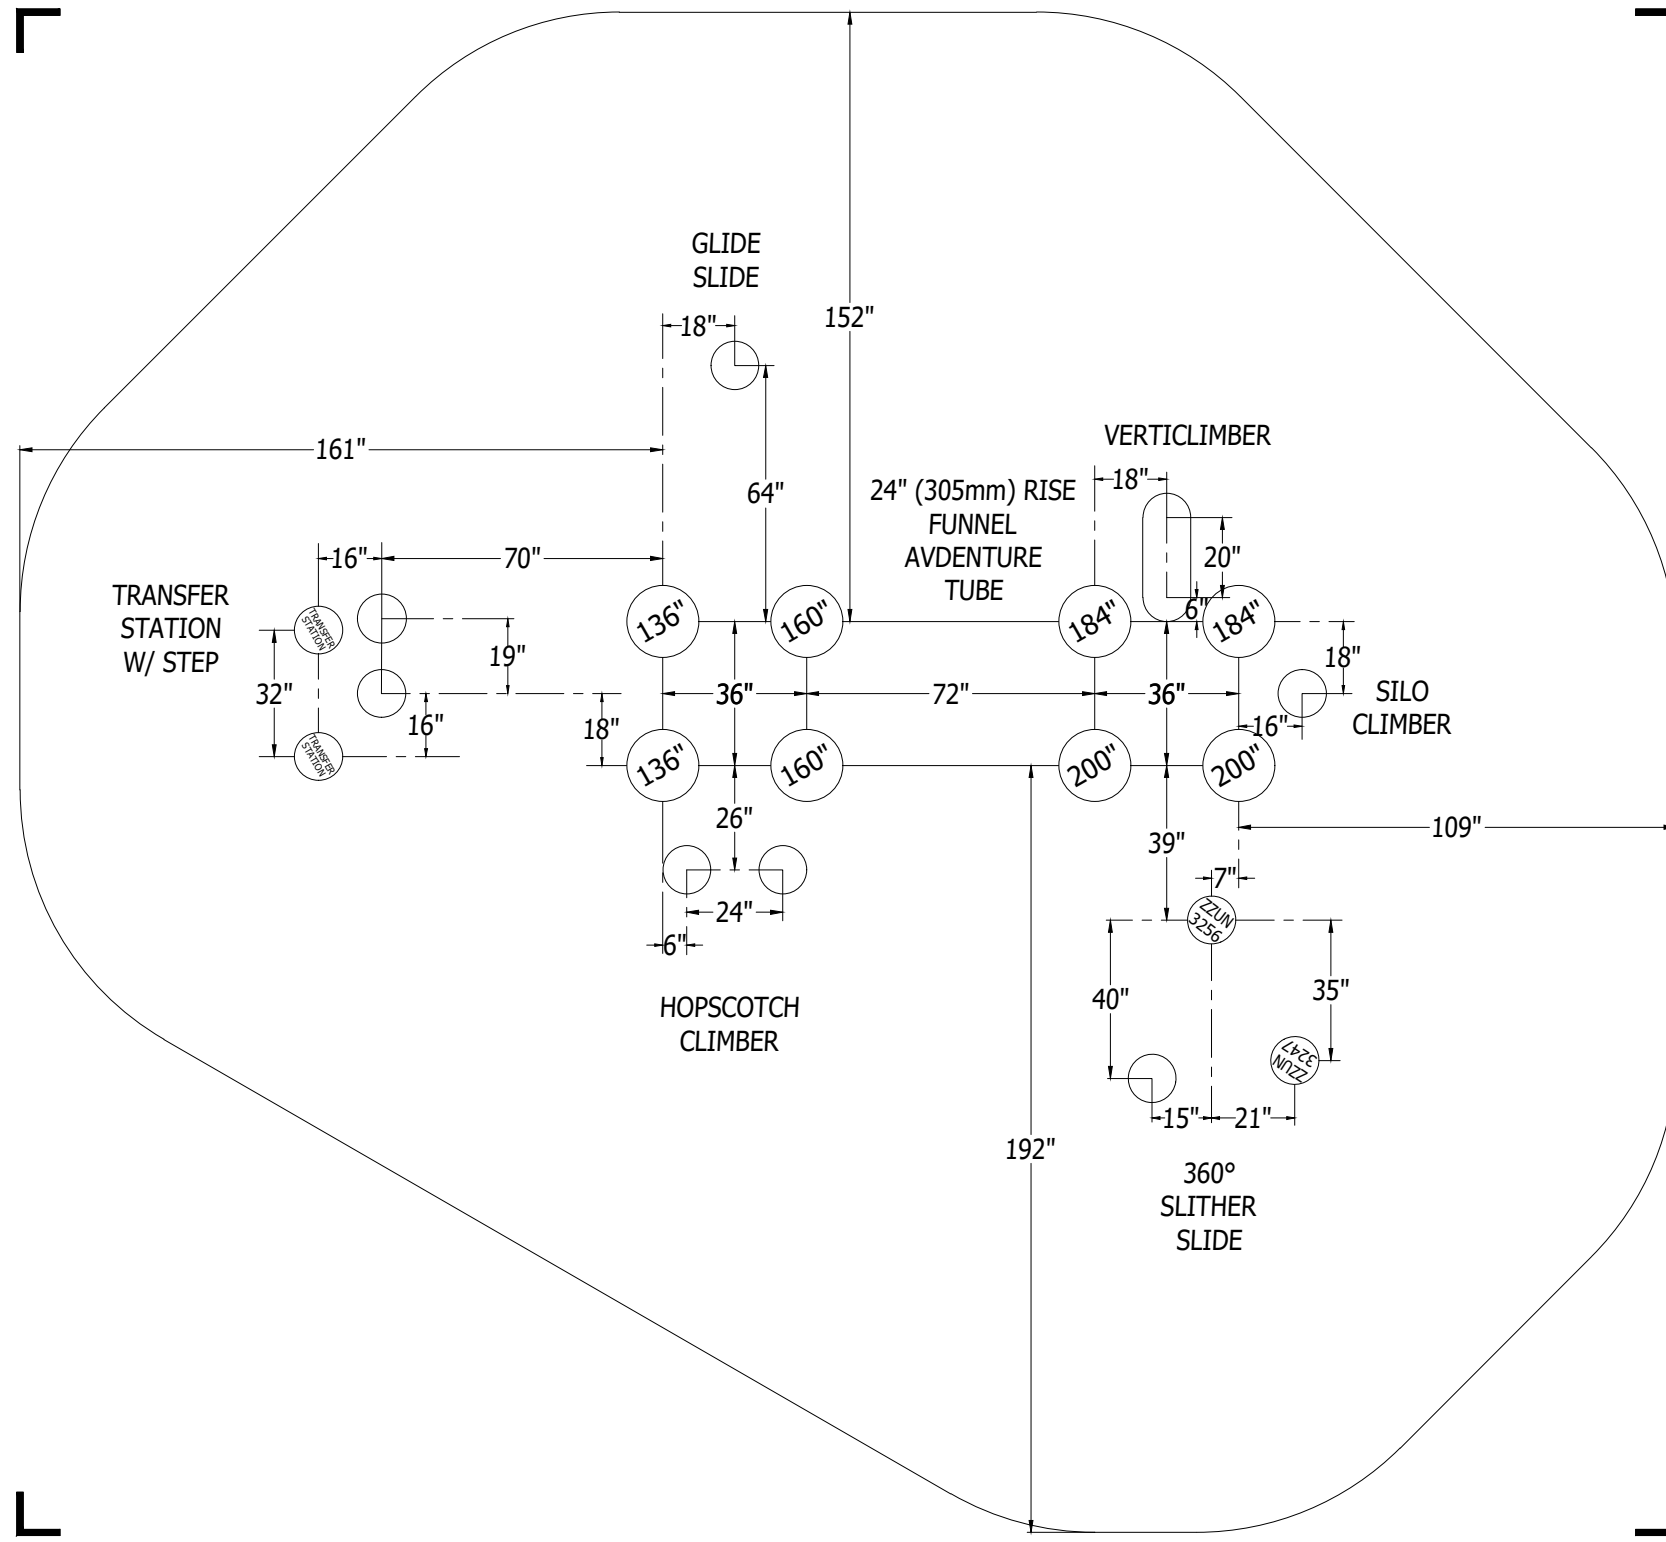 GLIDE
SLIDE
18"
152"
161"
64"
VERTICLIMBER
18"
24" (305mm) RISE
FUNNEL
AVDENTURE
TUBE
20"
6"
16"
70"
TRANSFER
STATION
W/ STEP
TRANSFER
STATION
136"
160"
184"
184"
19"
18"
32"
36"
36"
72"
36"
36"
SILO
CLIMBER
16"
16"
18"
TRANSFER
STATION
136"
160"
200"
200"
26"
39"
109"
7"
24"
6"
ZZUN
3256
40"
35"
HOPSCOTCH
CLIMBER
ZZUN
3247
15"
21"
192"
360°
SLITHER
SLIDE